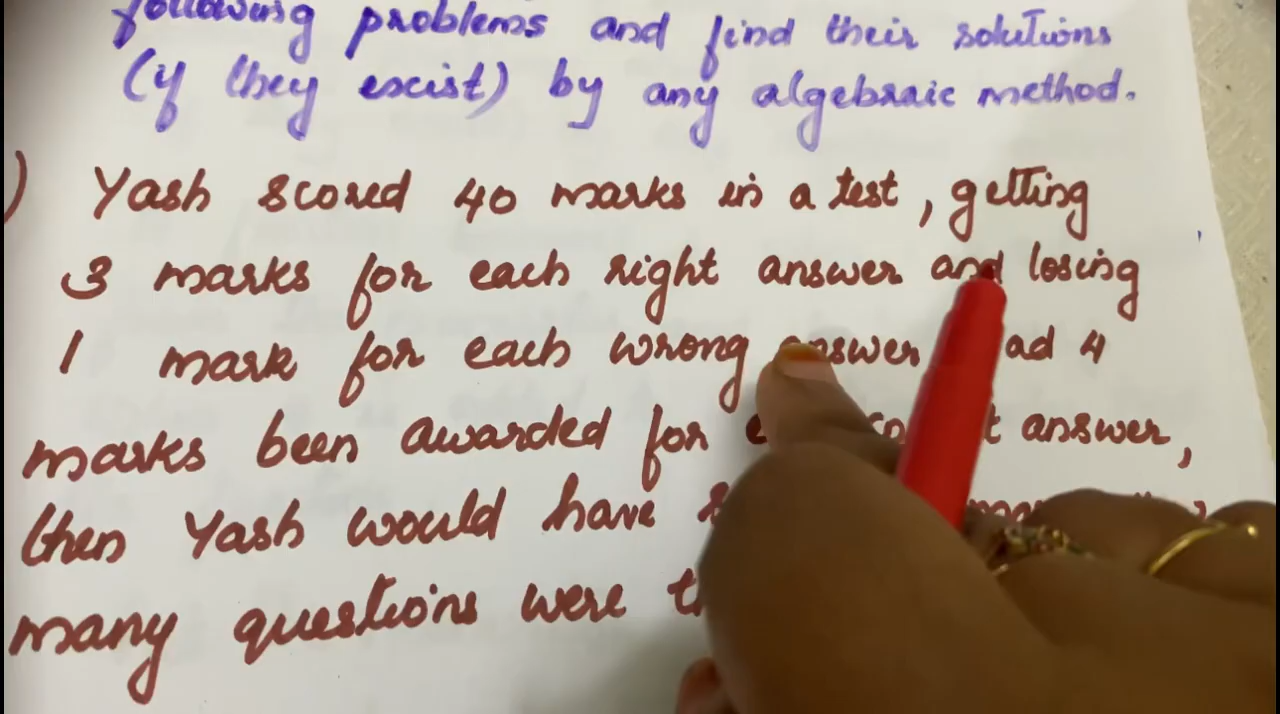 following problems and find their solutions
(if they exist) by any algebraic method.
) Yash scored 40 marks in a test, getting
3 marks for each right answer and losing
1 mark for each wrong answer ad 4
marks been awarded for answer,
then Yash would have
many questions were